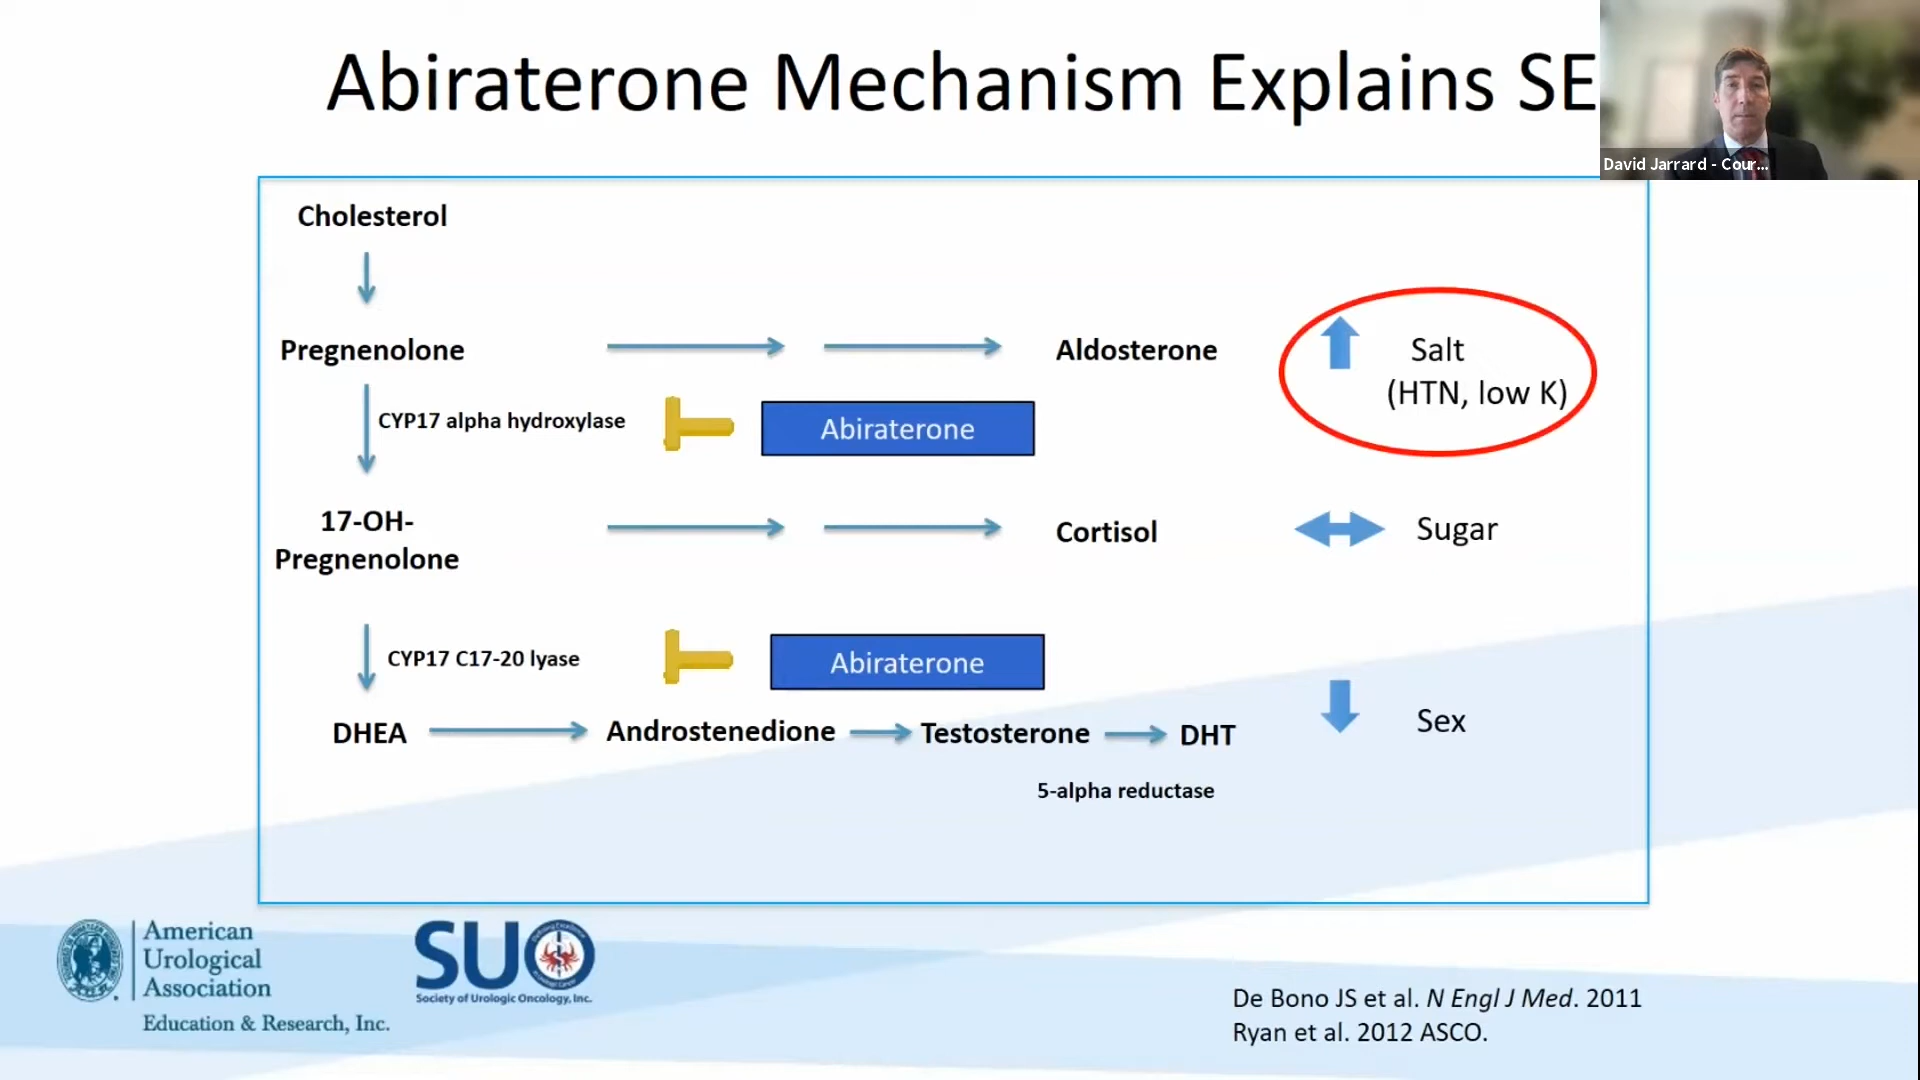 Abiraterone Mechanism Explains SE
David Jarrard - Cour...
Cholesterol
Pregnenolone
Aldosterone
Salt
(HTN, low K)
CYP17 alpha hydroxylase
Abiraterone
17-OH-
Pregnenolone
Cortisol
Sugar
CYP17 C17-20 lyase
Abiraterone
DHEA
Androstenedione
Testosterone
DHT
Sex
5-alpha reductase
American
Urological
Association
Education & Research, Inc.
SUO
Society of Urologic Oncology, Inc.
De Bono JS et al. N Engl J Med. 2011
Ryan et al. 2012 ASCO.